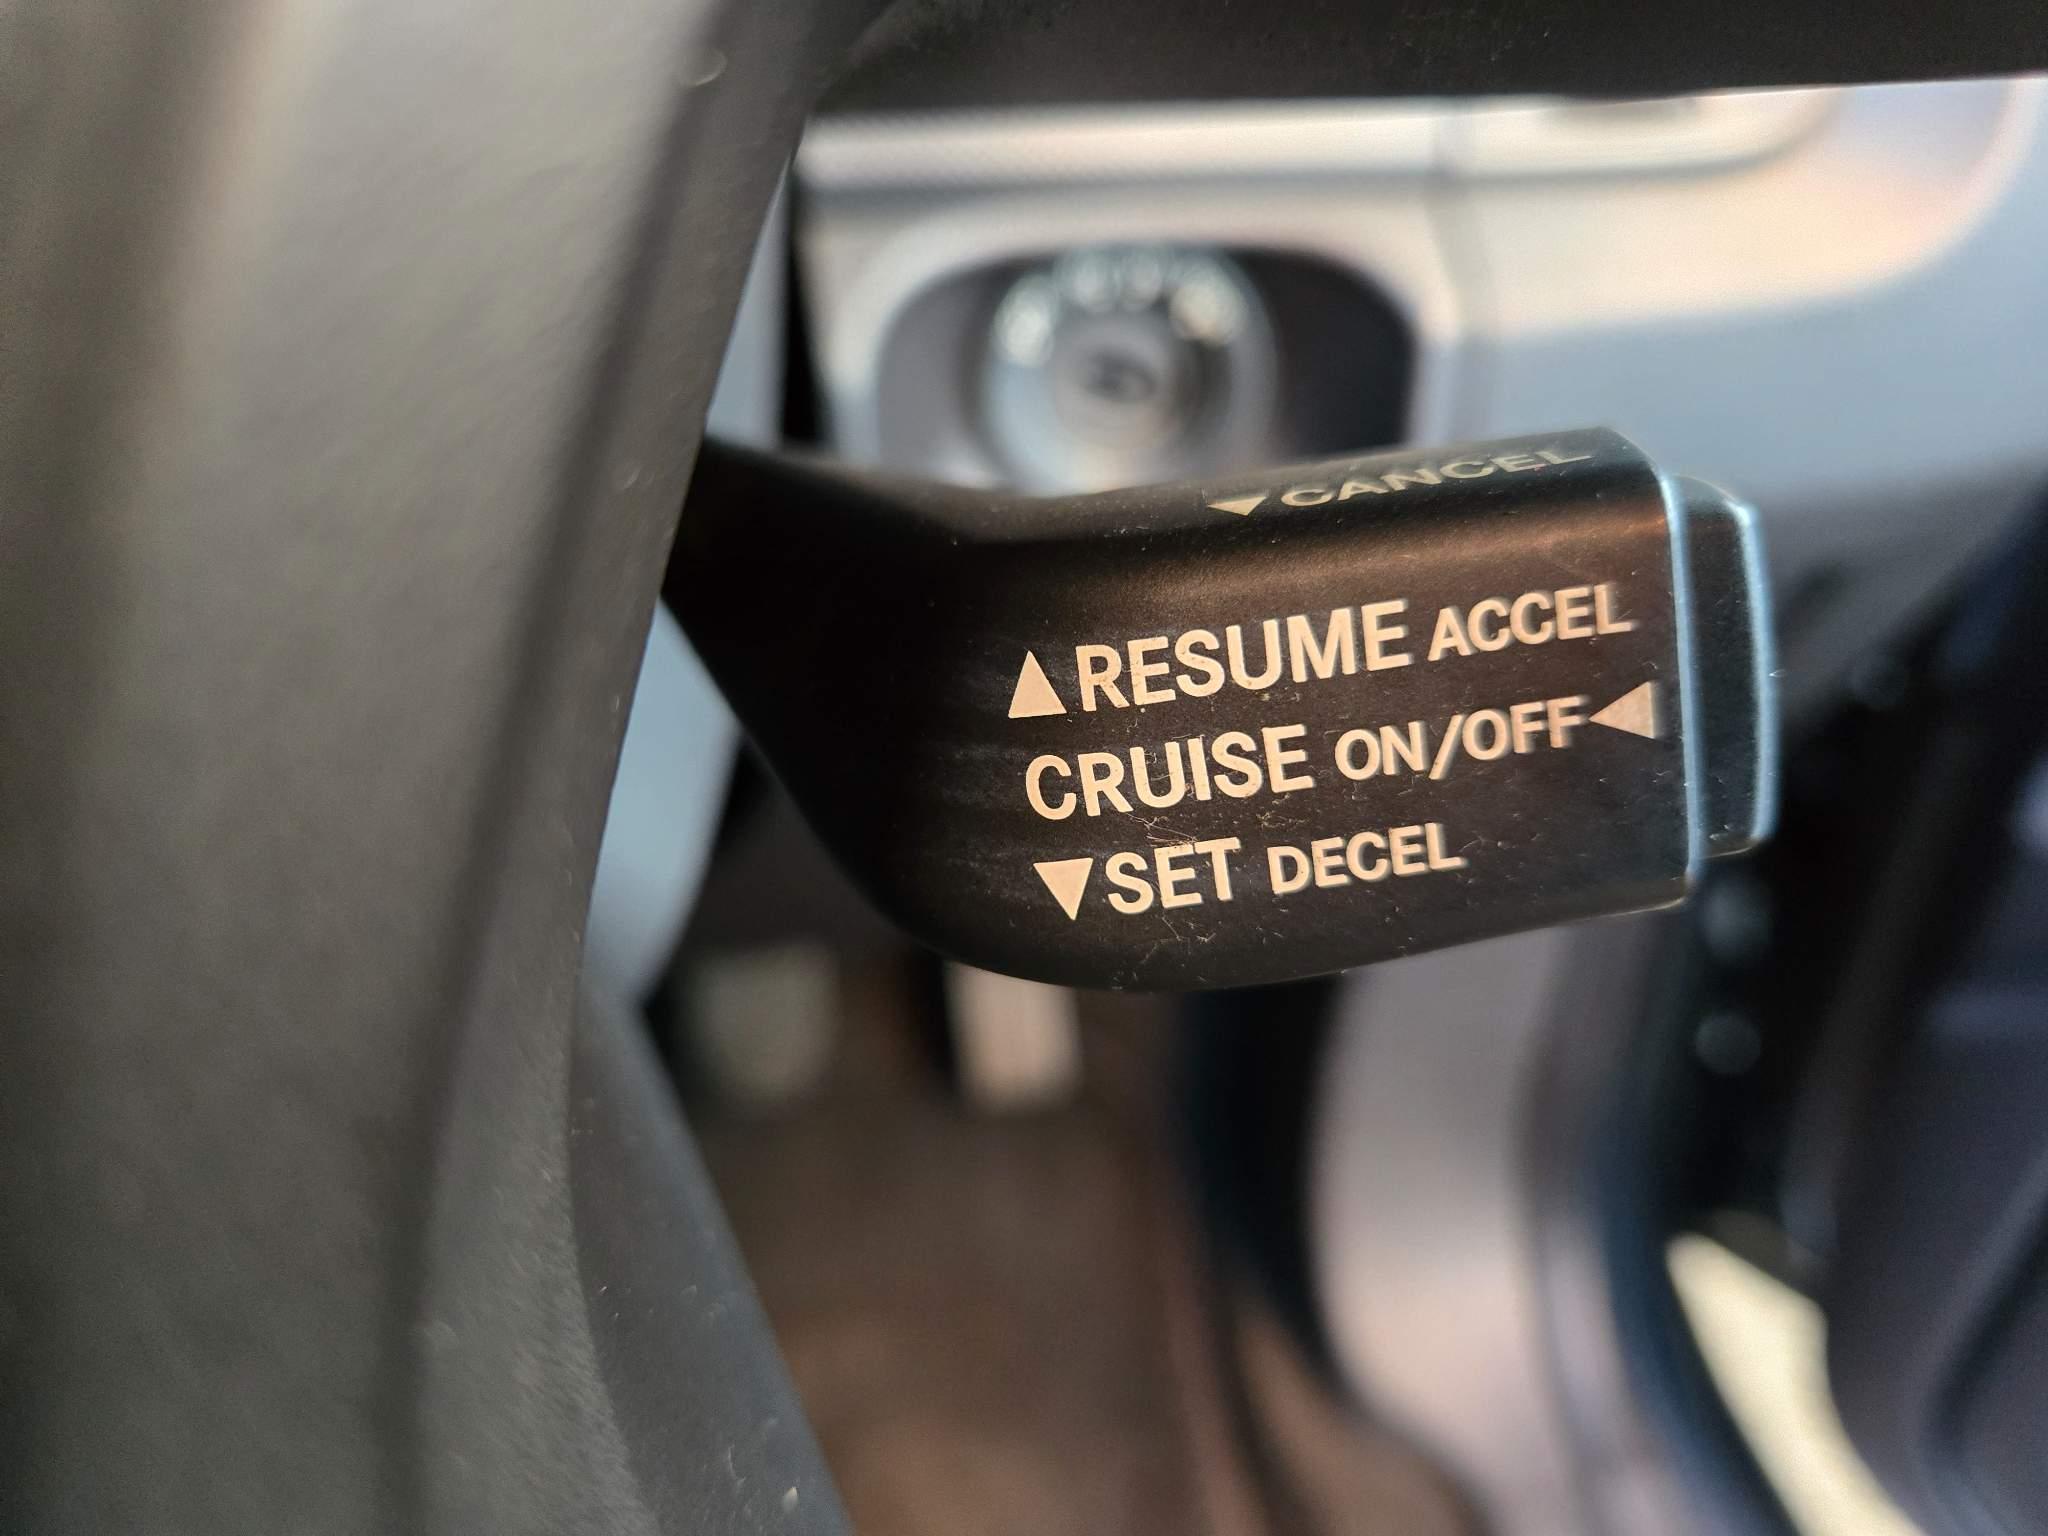 ▼CANCEL
▲RESUME ACCEL
CRUISE ON/OFF◀
▼SET DECEL